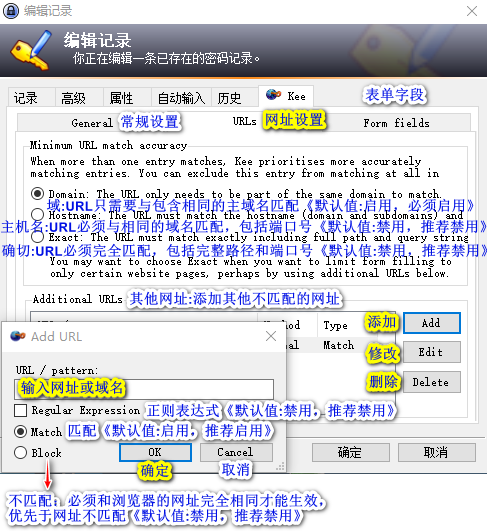 编辑记录
编辑记录
你正在编辑一条已存在的密码记录。
记录 高级 属性 自动输入 历史 Kee
表单字段
General 常规设置 URLs 网址设置 Form fields
Minimum URL match accuracy
When more than one entry matches, Kee prioritises more accurately
matching entries. You can exclude this entry from matching at all in
Domain: The URL only needs to be part of the same domain to match.
域:URL只需要与包含相同的主域名匹配《默认值:启用，必须启用》
Hostname: The URL must match the hostname (domain and subdomains) and
主机名:URL必须与相同的域名匹配，包括端口号《默认值:禁用，推荐禁用》
Exact: The URL must match exactly including full path and query string
确切:URL必须完全匹配，包括完整路径和端口号《默认值:禁用，推荐禁用》
You may want to choose Exact when you want to limit form filling to
only certain website pages, perhaps by using additional URLs below.
Additional URLs 其他网址:添加其他不匹配的网址
Type
Match
添加 Add
修改 Edit
删除 Delete
Add URL
URL / pattern:
输入网址或域名
Regular Expression 正则表达式《默认值:禁用，推荐禁用》
Match 匹配《默认值:启用，推荐启用》
Block OK Cancel
确定 取消
确定 取消
不匹配：必须和浏览器的网址完全相同才能生效，
优先于网址不匹配《默认值:禁用，推荐禁用》